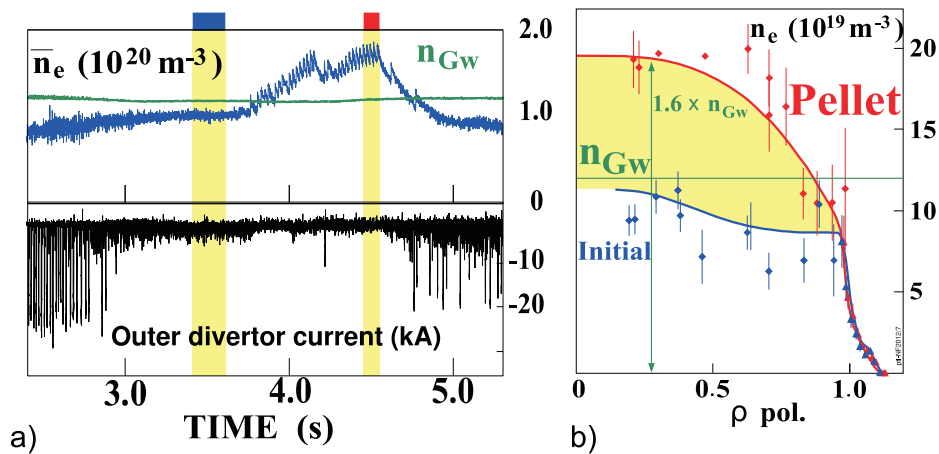 n̅e (10²⁰ m⁻³)
nGw
2.0
1.0
0
-10
-20
Outer divertor current (kA)
3.0 4.0 5.0
TIME (s)
a)
ne (10¹⁹ m⁻³)
20
Pellet
1.6 × nGw
15
nGw
10
Initial
5
0 0.5 1.0
ρ pol.
b)